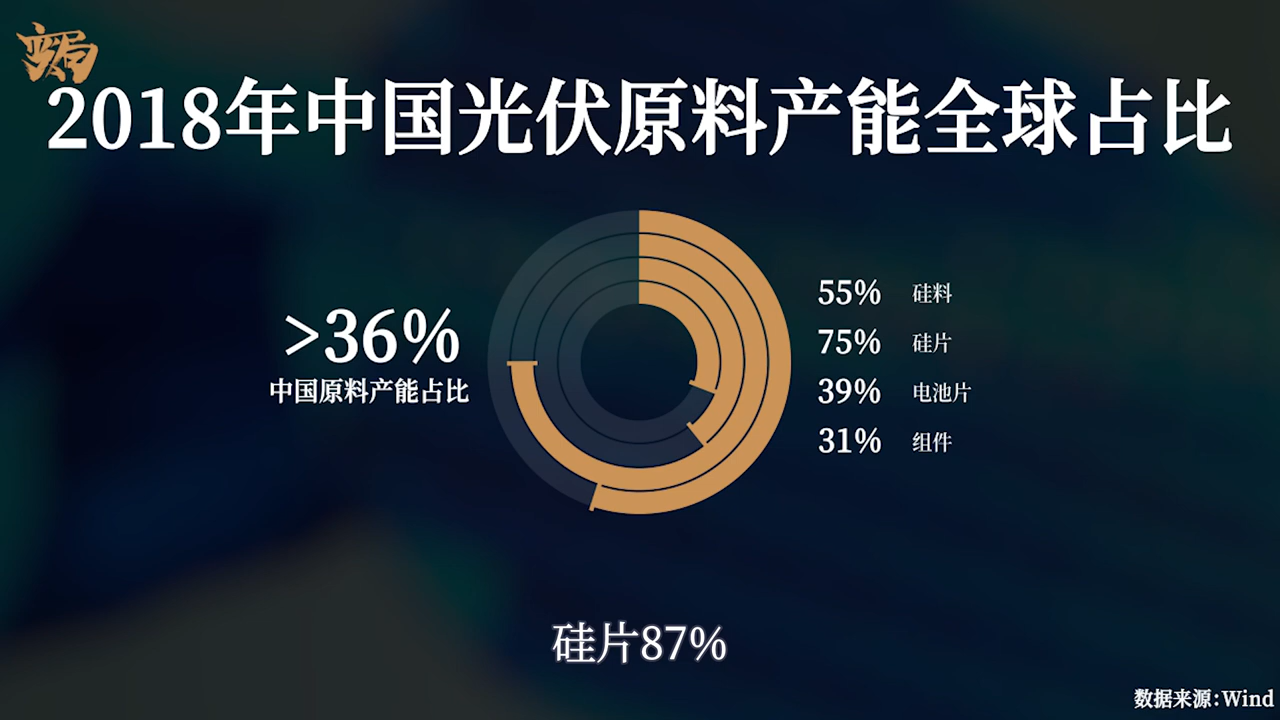 变局
2018年中国光伏原料产能全球占比
>36%
中国原料产能占比
55% 硅料
75% 硅片
39% 电池片
31% 组件
硅片87%
数据来源:Wind